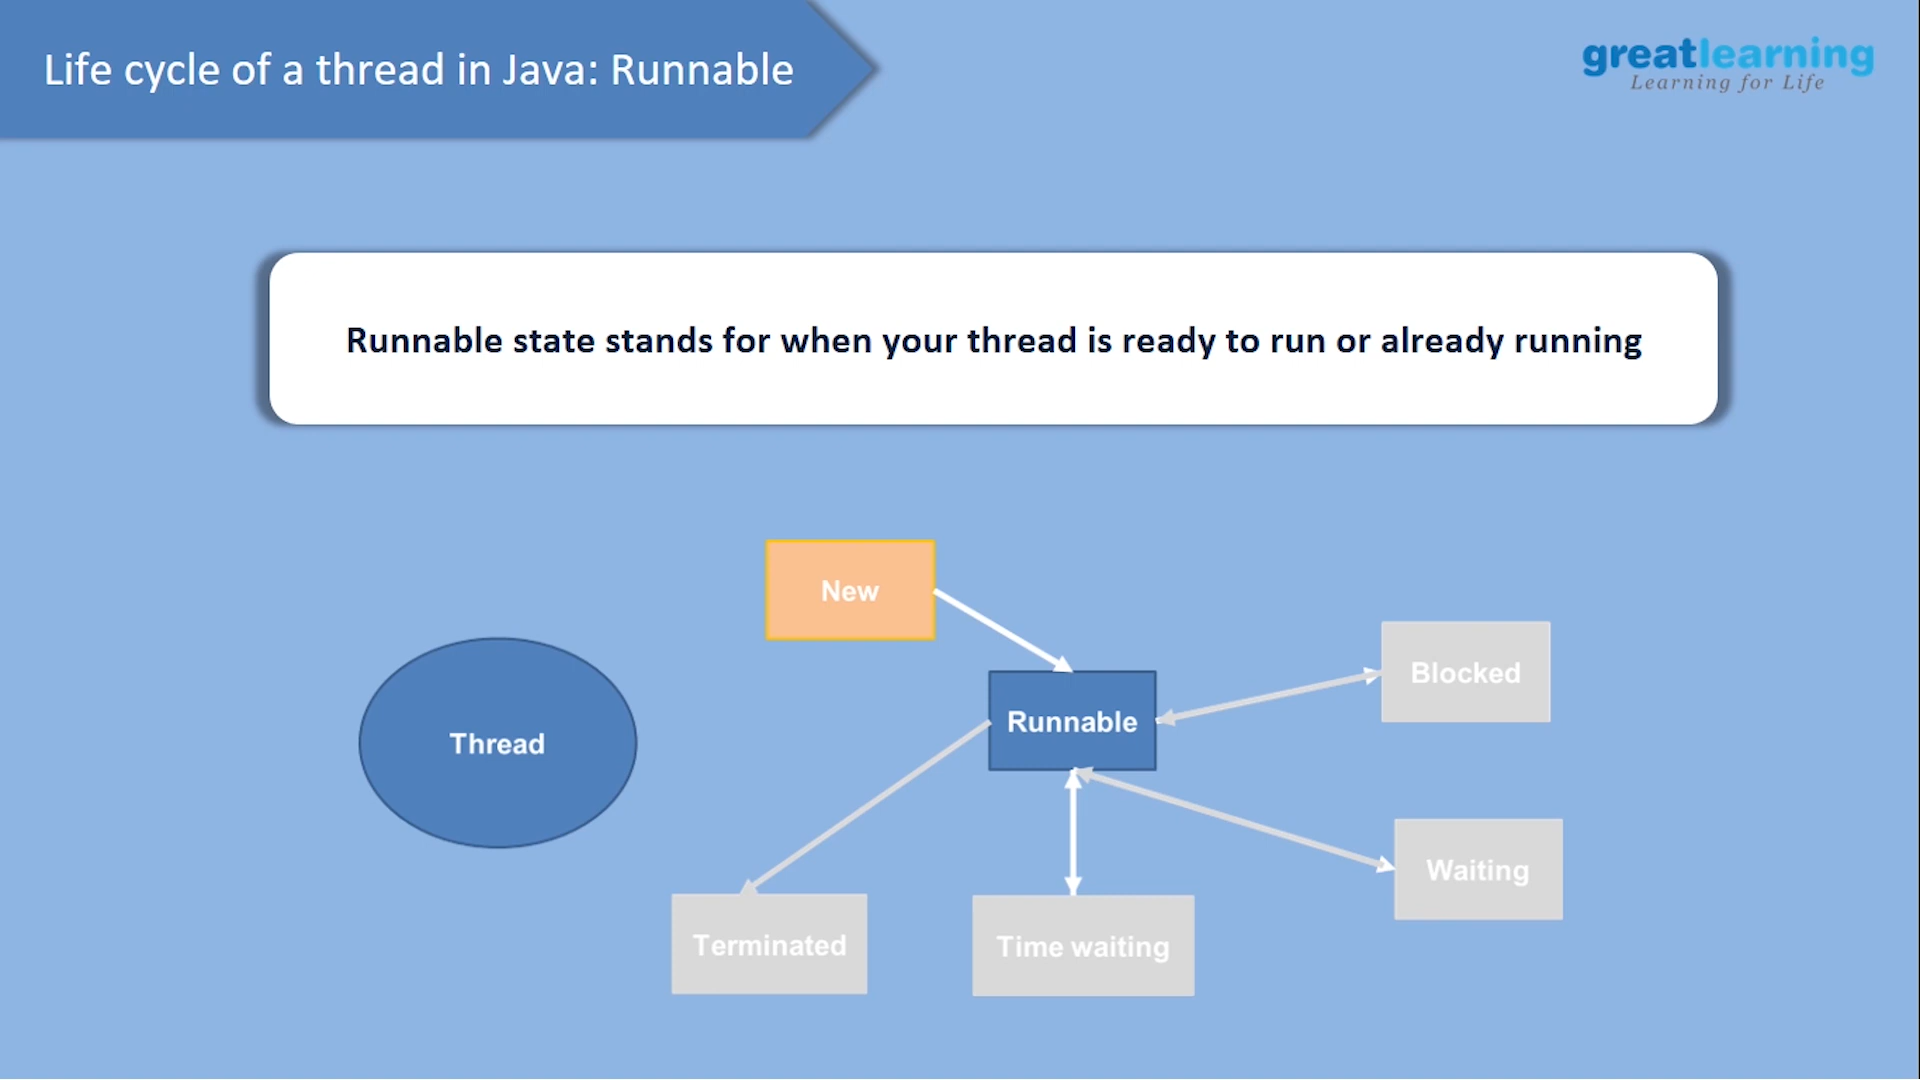 Life cycle of a thread in Java: Runnable
greatlearning
Learning for Life
Runnable state stands for when your thread is ready to run or already running
New
Blocked
Runnable
Thread
Waiting
Terminated
Time waiting